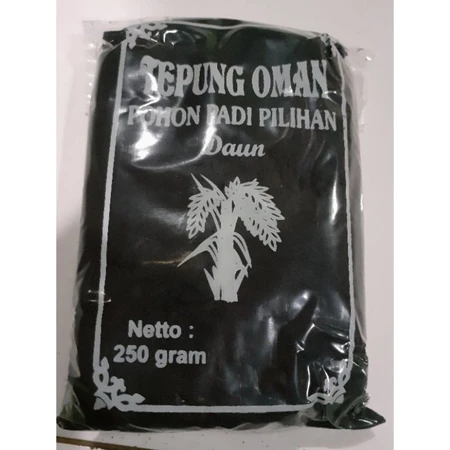 TEPUNG OMAN
POHON PADI PILIHAN
Daun
Netto :
250 gram